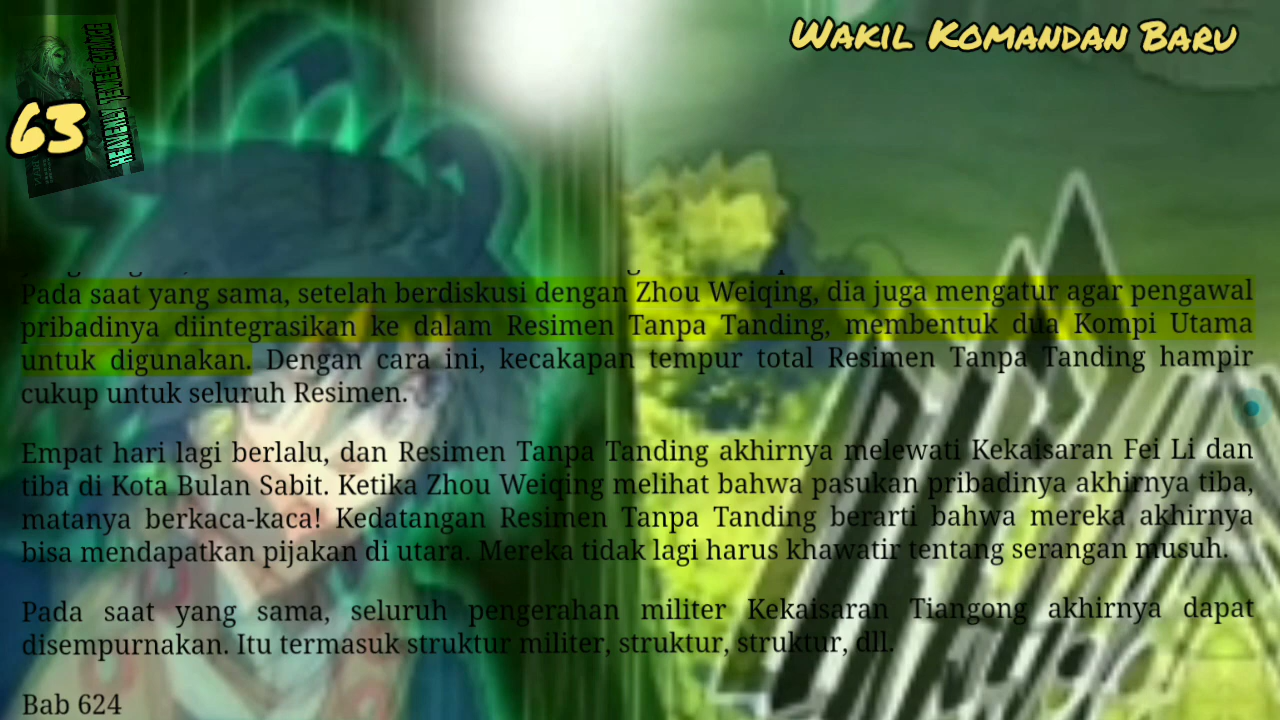 Wakil Komandan Baru
63
HEAVENLY JEWEL CHANGE
Pada saat yang sama, setelah berdiskusi dengan Zhou Weiqing, dia juga mengatur agar pengawal
pribadinya diintegrasikan ke dalam Resimen Tanpa Tanding, membentuk dua Kompi Utama
untuk digunakan. Dengan cara ini, kecakapan tempur total Resimen Tanpa Tanding hampir
cukup untuk seluruh Resimen.
Empat hari lagi berlalu, dan Resimen Tanpa Tanding akhirnya melewati Kekaisaran Fei Li dan
tiba di Kota Bulan Sabit. Ketika Zhou Weiqing melihat bahwa pasukan pribadinya akhirnya tiba,
matanya berkaca-kaca! Kedatangan Resimen Tanpa Tanding berarti bahwa mereka akhirnya
bisa mendapatkan pijakan di utara. Mereka tidak lagi harus khawatir tentang serangan musuh.
Pada saat yang sama, seluruh pengerahan militer Kekaisaran Tiangong akhirnya dapat
disempurnakan. Itu termasuk struktur militer, struktur, struktur, dll.
Bab 624